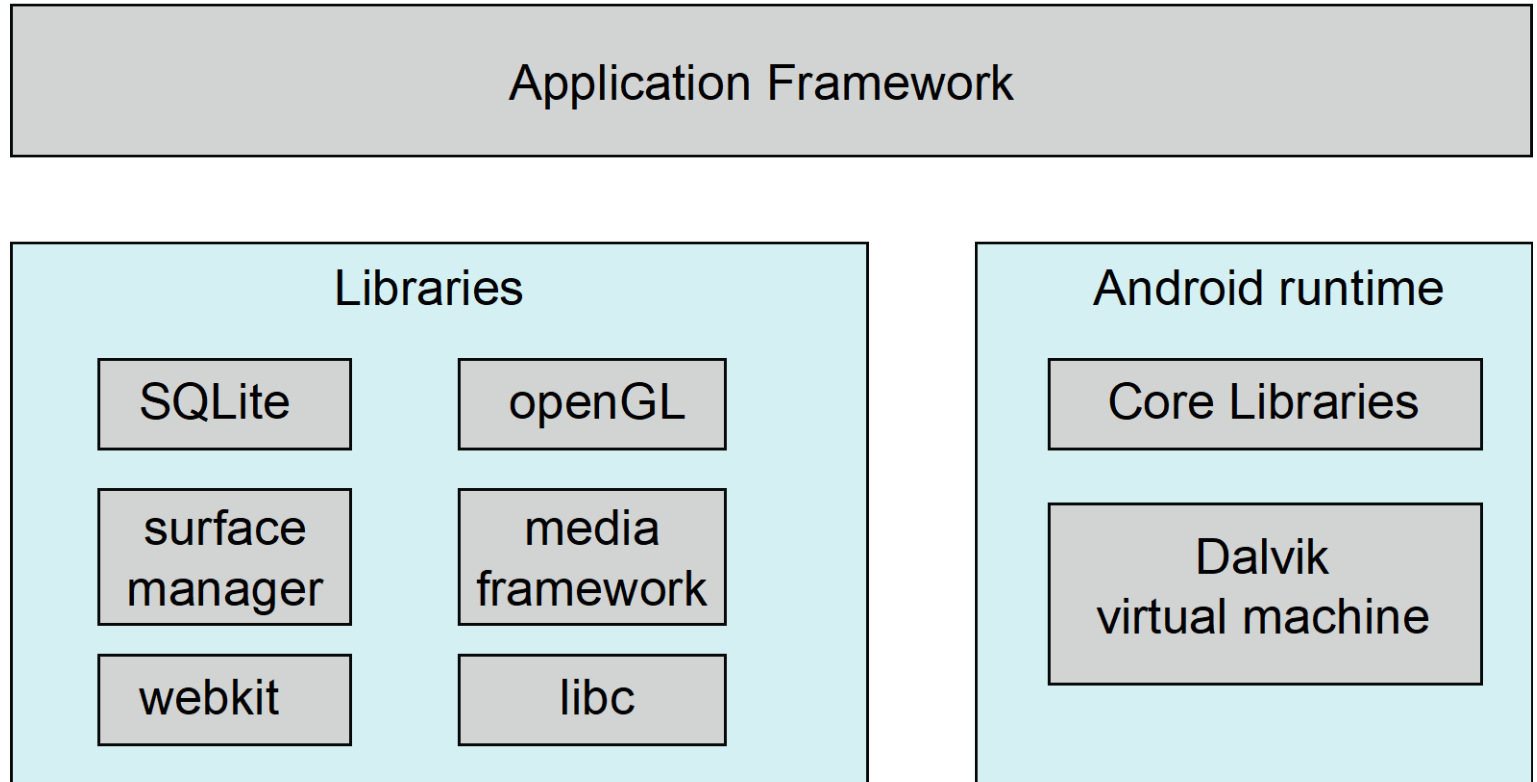 Application Framework
Libraries
SQLite
openGL
surface
manager
media
framework
webkit
libc
Android runtime
Core Libraries
Dalvik
virtual machine